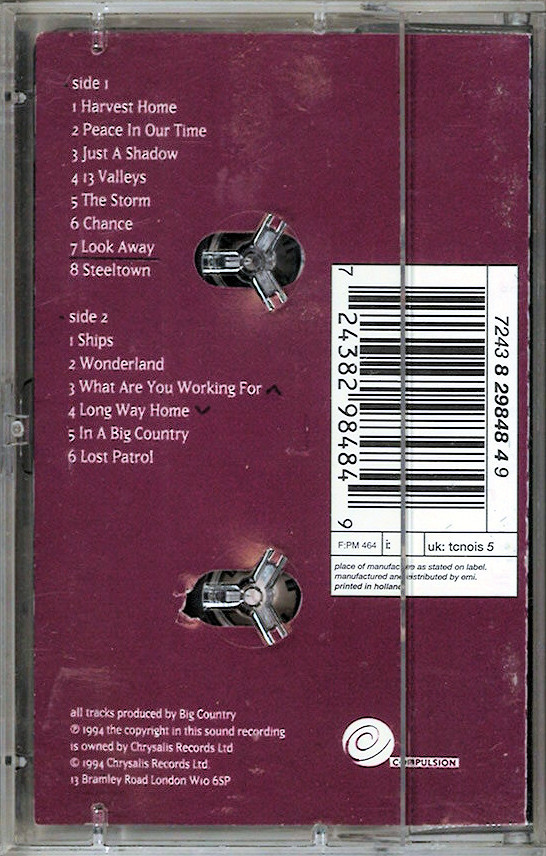 side 1
1 Harvest Home
2 Peace In Our Time
3 Just A Shadow
4 13 Valleys
5 The Storm
6 Chance
7 Look Away
8 Steeltown
side 2
1 Ships
2 Wonderland
3 What Are You Working For
4 Long Way Home
5 In A Big Country
6 Lost Patrol
7243 8 29848 4 9
7 24382 98484 9
F:PM 464
uk: tcnois 5
place of manufacture as stated on label.
manufactured and distributed by emi.
printed in holland
all tracks produced by Big Country
℗ 1994 the copyright in this sound recording
is owned by Chrysalis Records Ltd
© 1994 Chrysalis Records Ltd.
13 Bramley Road London W10 6SP
COMPULSION